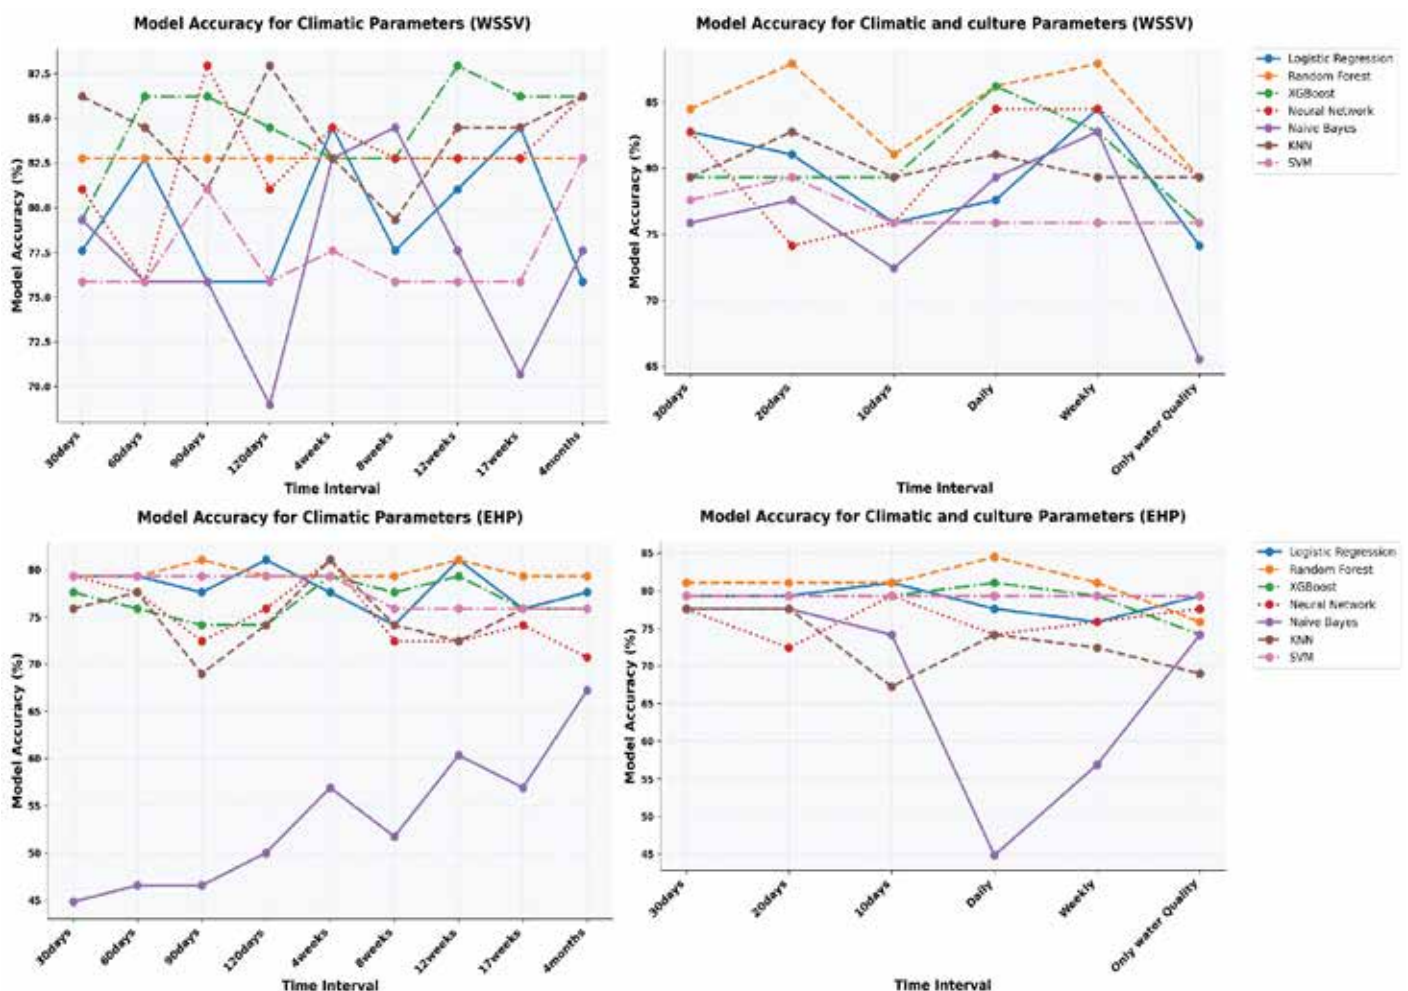 Model Accuracy for Climatic Parameters (WSSV)
Model Accuracy (%)
87.5
85.0
82.5
80.0
77.5
75.0
72.5
70.0
30days
60days
90days
120days
4weeks
8weeks
12weeks
17weeks
4months
Time Interval
Model Accuracy for Climatic and culture Parameters (WSSV)
Model Accuracy (%)
85
80
75
70
65
30days
20days
10days
Daily
Weekly
Only water Quality
Time Interval
Logistic Regression
Random Forest
XGBoost
Neural Network
Naive Bayes
KNN
SVM
Model Accuracy for Climatic Parameters (EHP)
Model Accuracy (%)
80
75
70
65
60
55
50
45
30days
60days
90days
120days
4weeks
8weeks
12weeks
17weeks
4months
Time Interval
Model Accuracy for Climatic and culture Parameters (EHP)
Model Accuracy (%)
85
80
75
70
65
60
55
50
45
30days
20days
10days
Daily
Weekly
Only water Quality
Time Interval
Logistic Regression
Random Forest
XGBoost
Neural Network
Naive Bayes
KNN
SVM